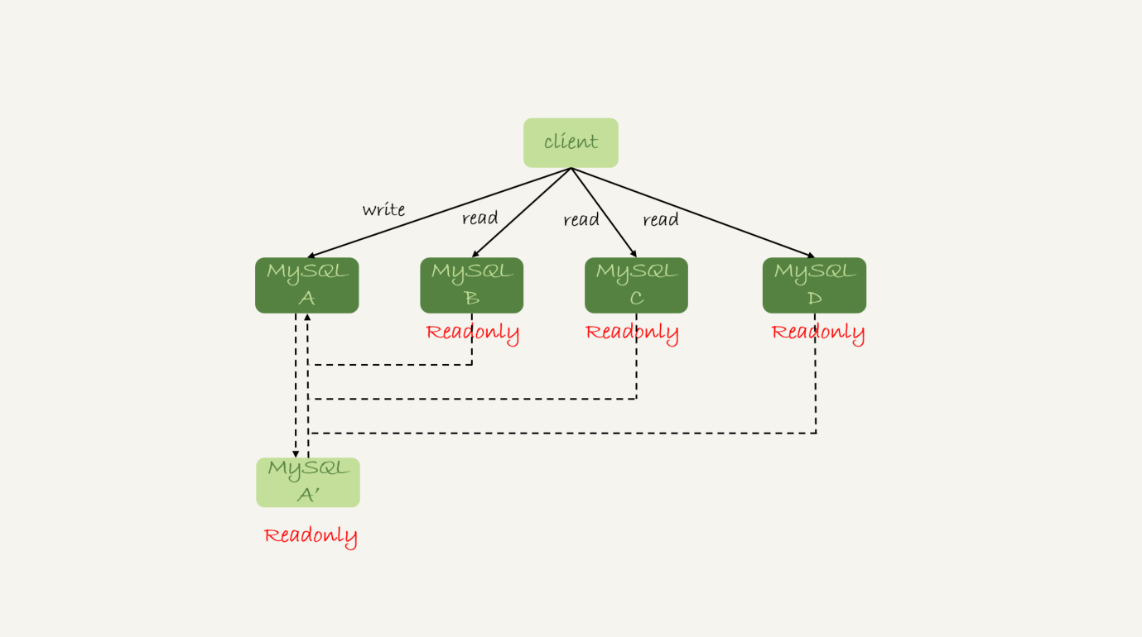 client
write
read
read
read
MySQL
A
MySQL
B
MySQL
C
MySQL
D
Readonly
Readonly
Readonly
MySQL
A'
Readonly